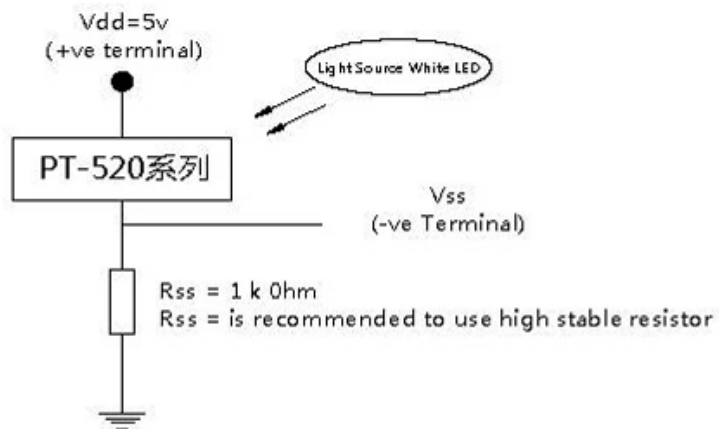 Vdd=5v
(+ve terminal)
Light Source White LED
PT-520系列
Vss
(-ve Terminal)
Rss = 1 k Ohm
Rss = is recommended to use high stable resistor